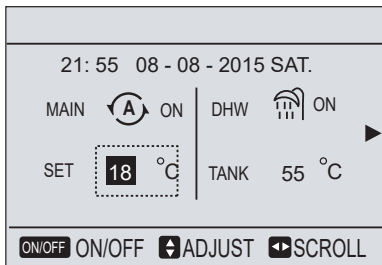 21: 55 08 - 08 - 2015 SAT.
MAIN A ON DHW ON
SET 18 °C TANK 55 °C
ON/OFF ON/OFF ADJUST SCROLL